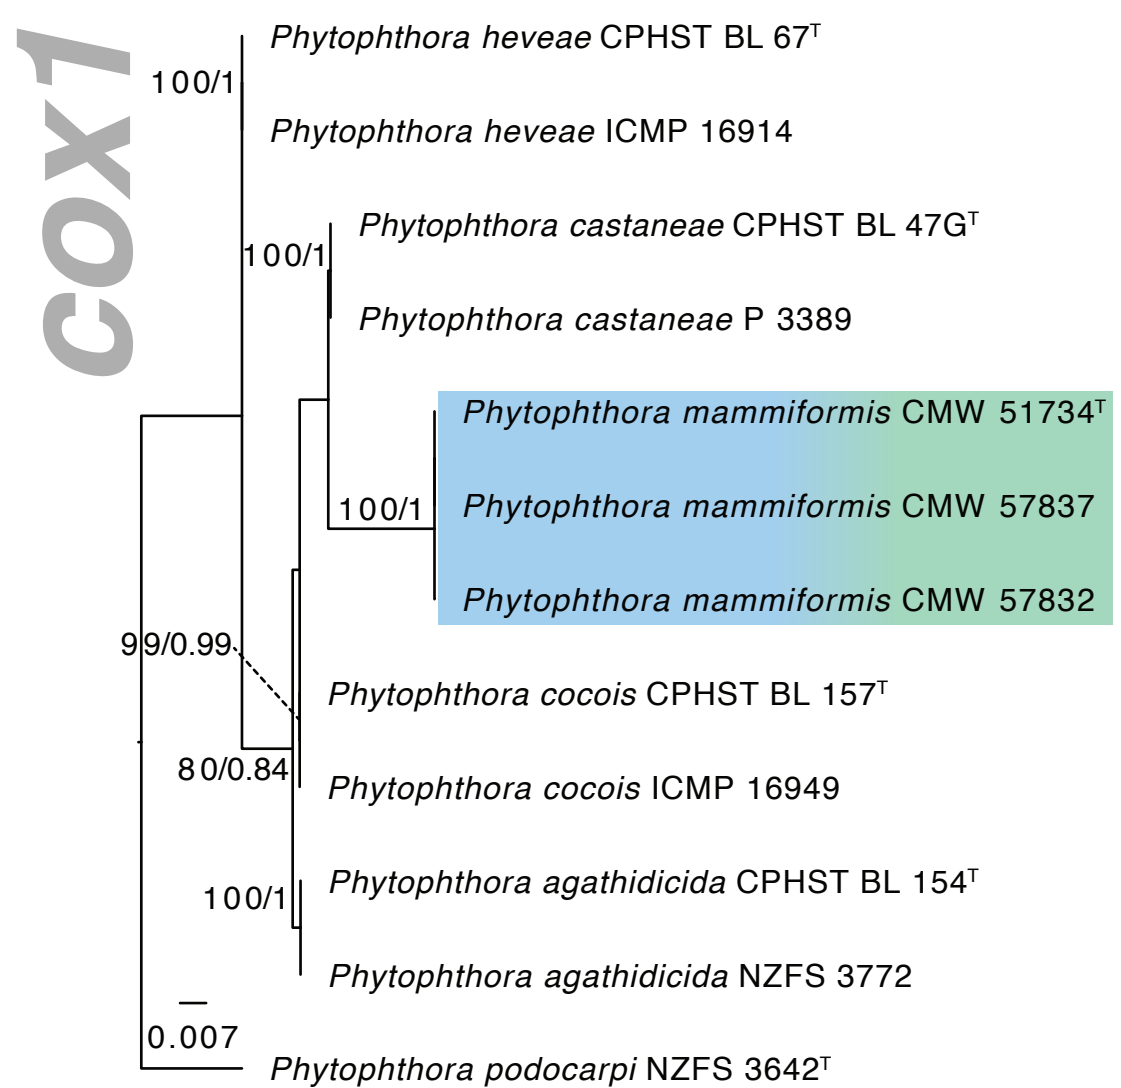 cox1
Phytophthora heveae CPHST BL 67ᵀ
100/1
Phytophthora heveae ICMP 16914
Phytophthora castaneae CPHST BL 47Gᵀ
100/1
Phytophthora castaneae P 3389
Phytophthora mammiformis CMW 51734ᵀ
100/1
Phytophthora mammiformis CMW 57837
Phytophthora mammiformis CMW 57832
99/0.99
Phytophthora cocois CPHST BL 157ᵀ
80/0.84
Phytophthora cocois ICMP 16949
Phytophthora agathidicida CPHST BL 154ᵀ
100/1
Phytophthora agathidicida NZFS 3772
0.007
Phytophthora podocarpi NZFS 3642ᵀ